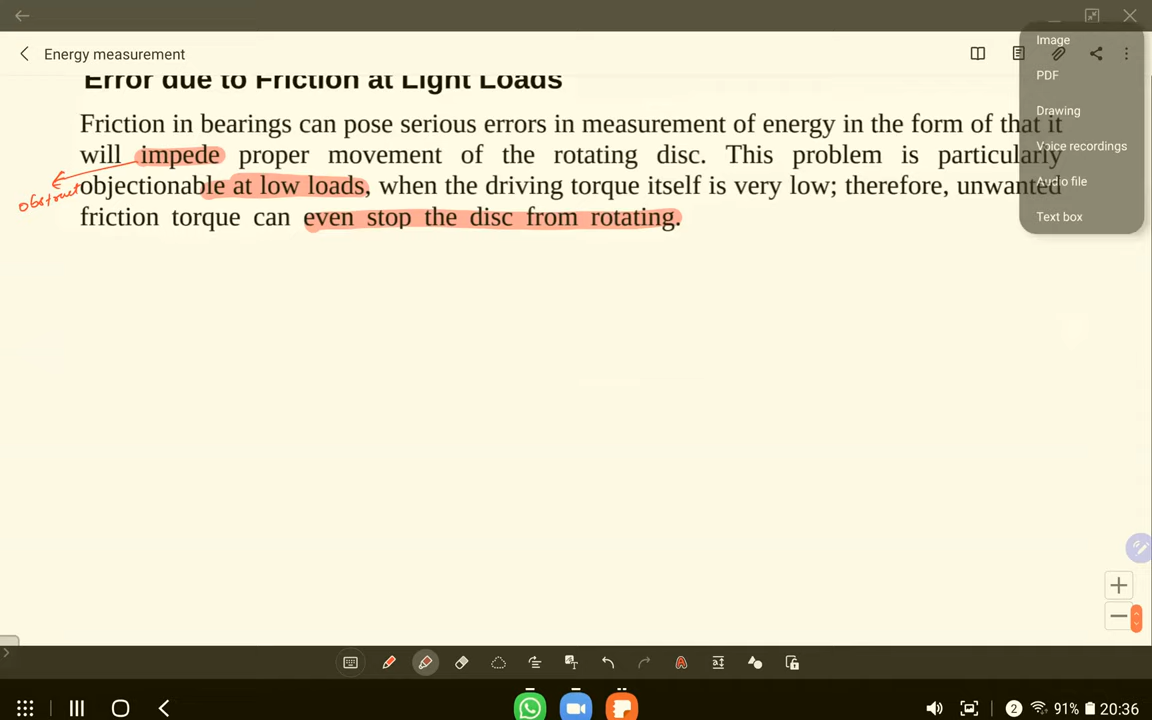 Energy measurement
Image
PDF
Drawing
Voice recordings
Audio file
Text box
Error due to Friction at Light Loads
Friction in bearings can pose serious errors in measurement of energy in the form of that it
will impede proper movement of the rotating disc. This problem is particularly
objectionable at low loads, when the driving torque itself is very low; therefore, unwanted
friction torque can even stop the disc from rotating.
obstruct
2 91% 20:36